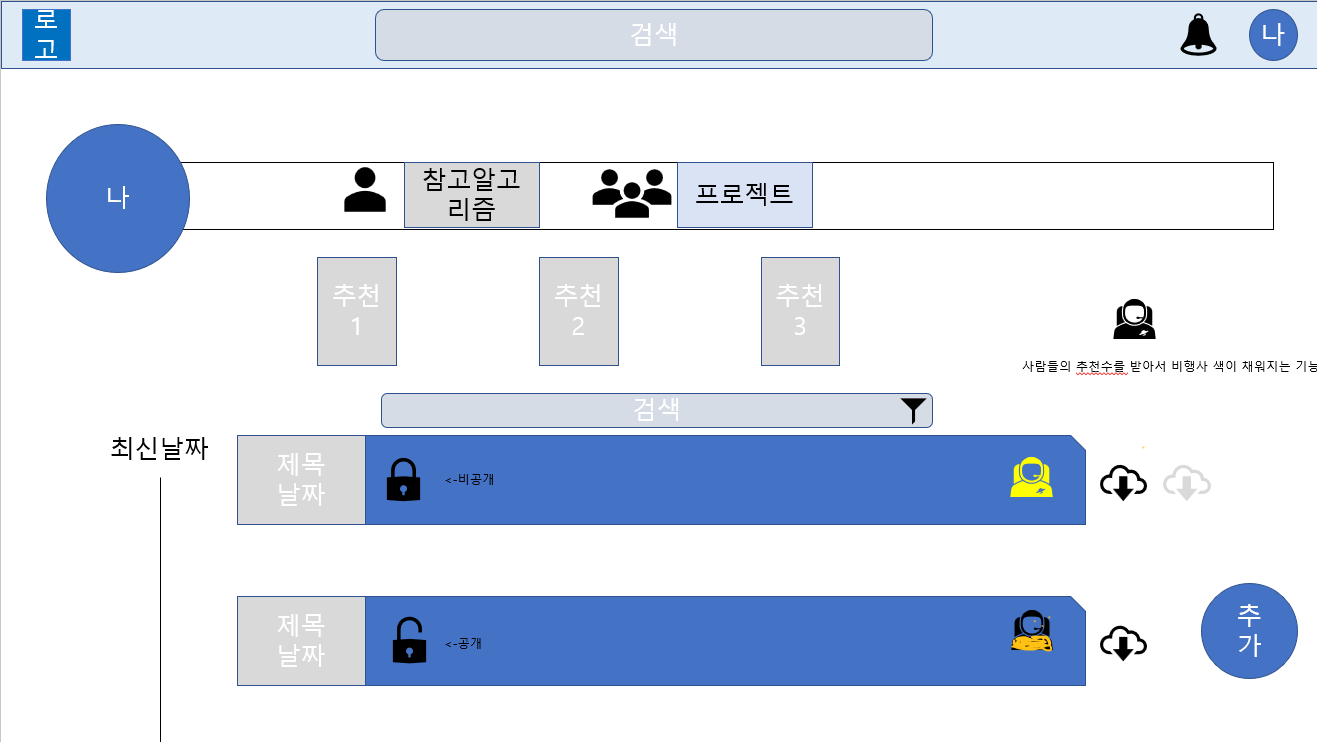 로
고
검색
나
나
참고알고
리즘
프로젝트
추천
1
추천
2
추천
3
사람들의 추천수를 받아서 비행사 색이 채워지는 기능
검색
최신날짜
제목
날짜
<-비공개
제목
날짜
<-공개
추
가